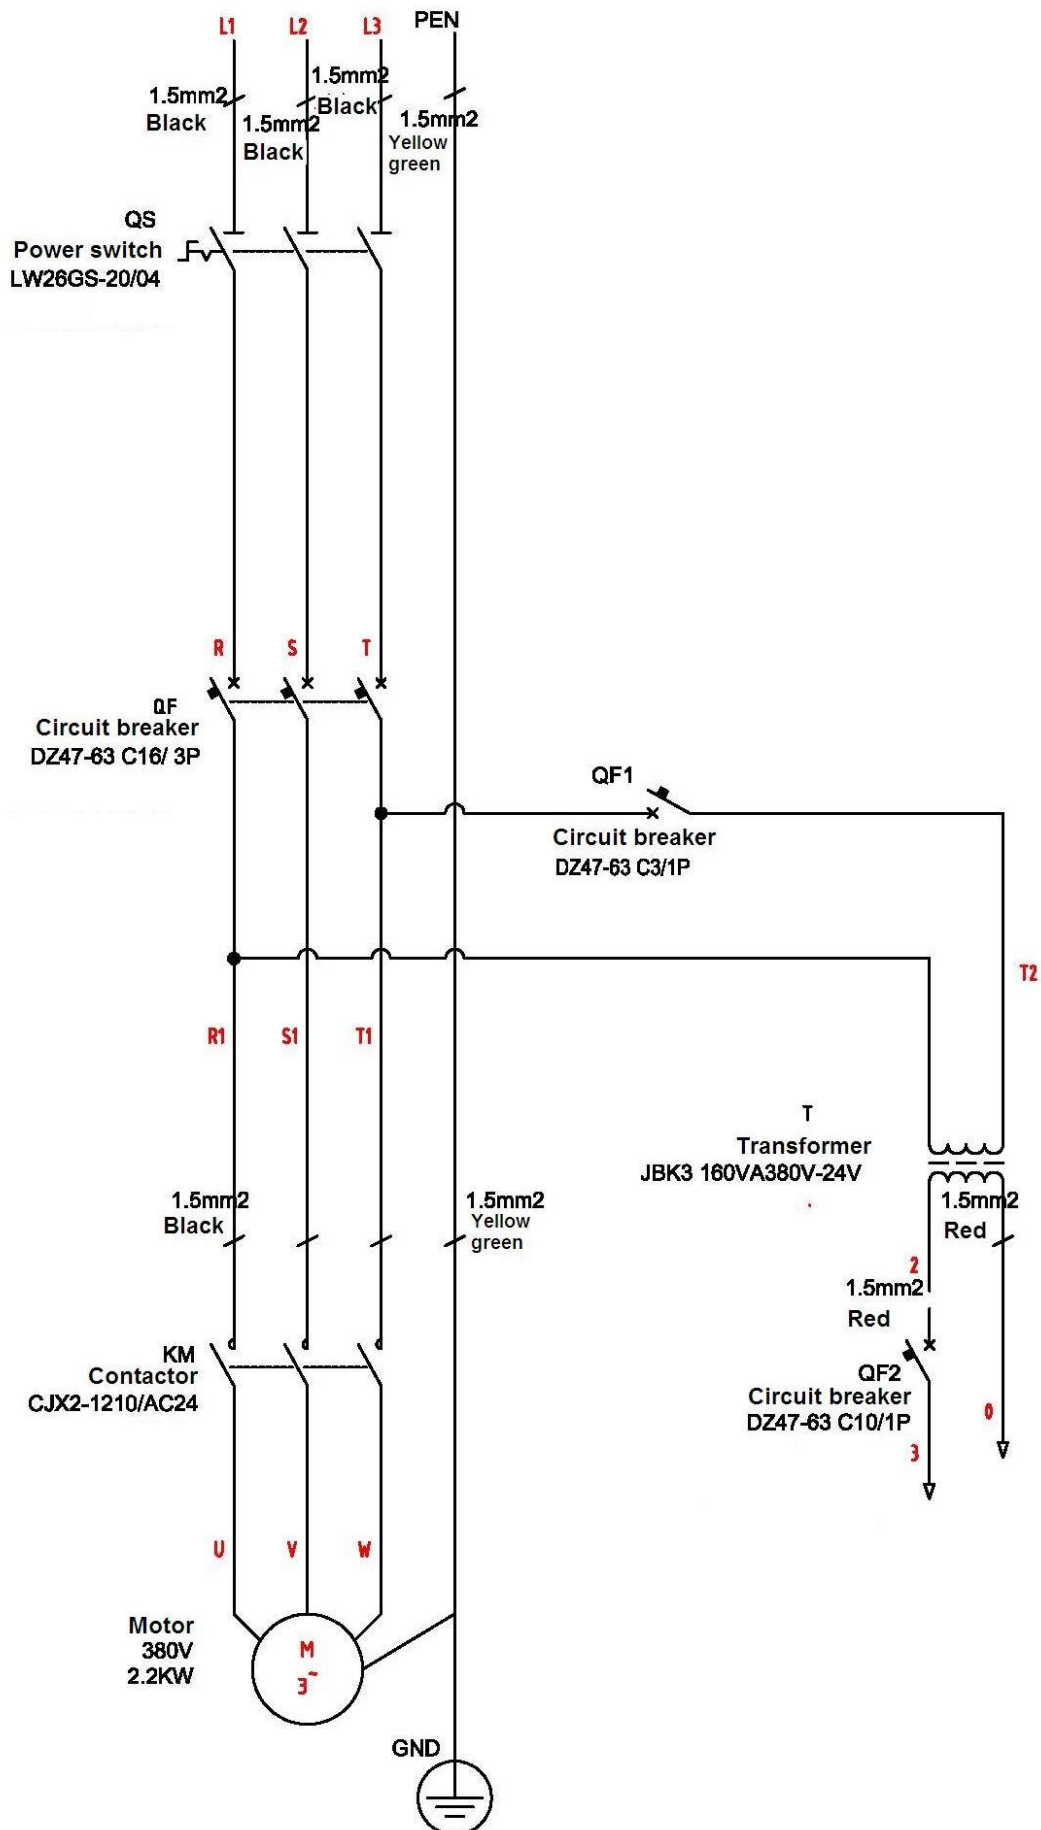 L1
L2
L3
PEN
1.5mm2
Black
1.5mm2
Black
1.5mm2
Black
1.5mm2
Yellow
green
QS
Power switch
LW26GS-20/04
R
S
T
QF
Circuit breaker
DZ47-63 C16/ 3P
QF1
Circuit breaker
DZ47-63 C3/1P
T2
R1
S1
T1
T
Transformer
JBK3 160VA380V-24V
1.5mm2
Black
1.5mm2
Yellow
green
1.5mm2
Red
2
1.5mm2
Red
KM
Contactor
CJX2-1210/AC24
QF2
Circuit breaker
DZ47-63 C10/1P
0
3
U
V
W
Motor
380V
2.2KW
M
3~
GND